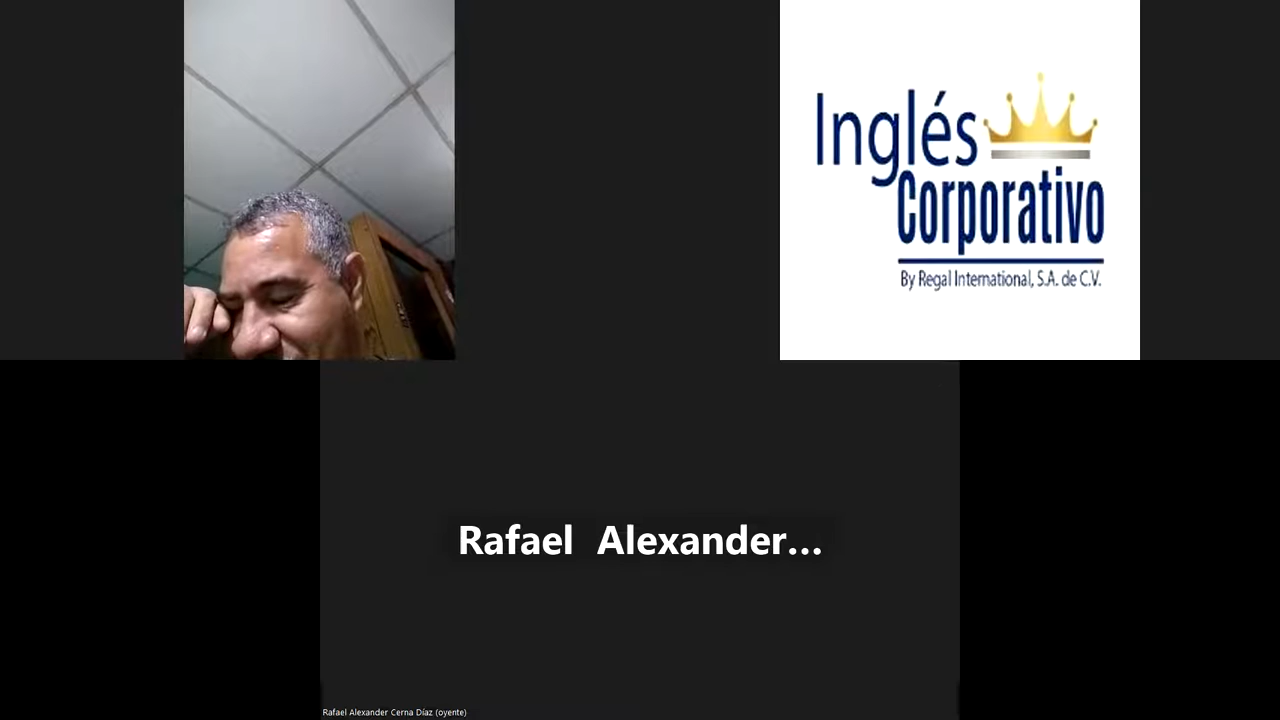 Inglés
Corporativo
By Regal International, S.A. de C.V.
Rafael Alexander...
Rafael Alexander Cerna Díaz (oyente)